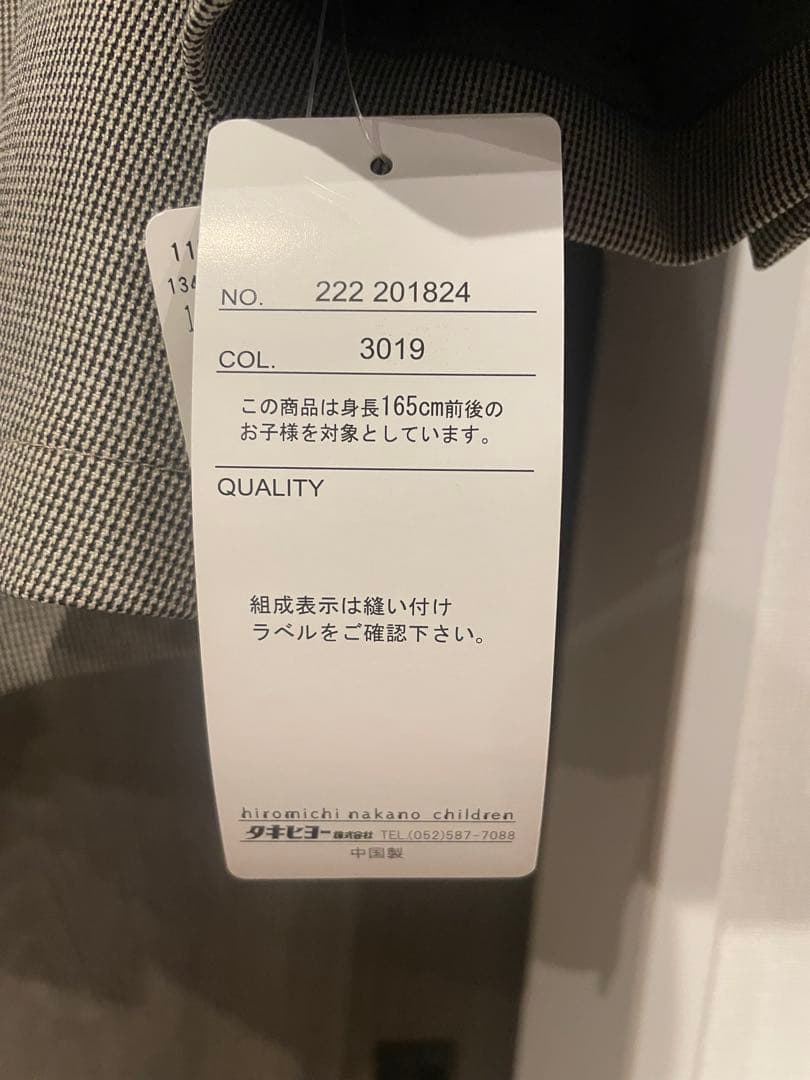 NO. 222 201824
COL. 3019
この商品は身長165cm前後の
お子様を対象としています。
QUALITY
組成表示は縫い付け
ラベルをご確認下さい。
hiromichi nakano children
タキヒヨー株式会社 TEL.(052)587-7088
中国製
11
134
1